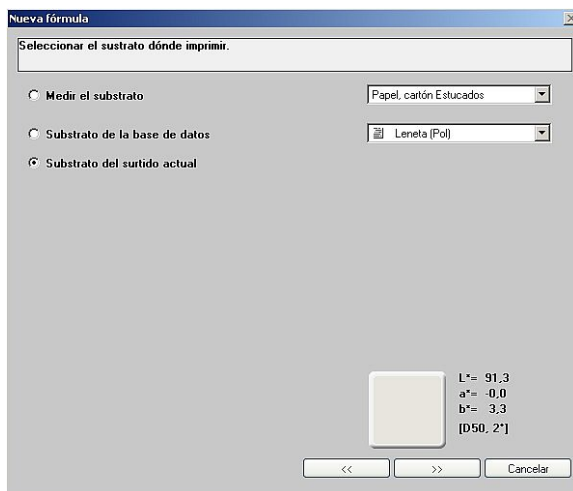 Nueva fórmula
Seleccionar el sustrato dónde imprimir.
Medir el substrato
Papel, cartón Estucados
Substrato de la base de datos
Leneta (Pol)
Substrato del surtido actual
L*= 91,3
a*= -0,0
b*= 3,3
[D50, 2°]
<< >> Cancelar